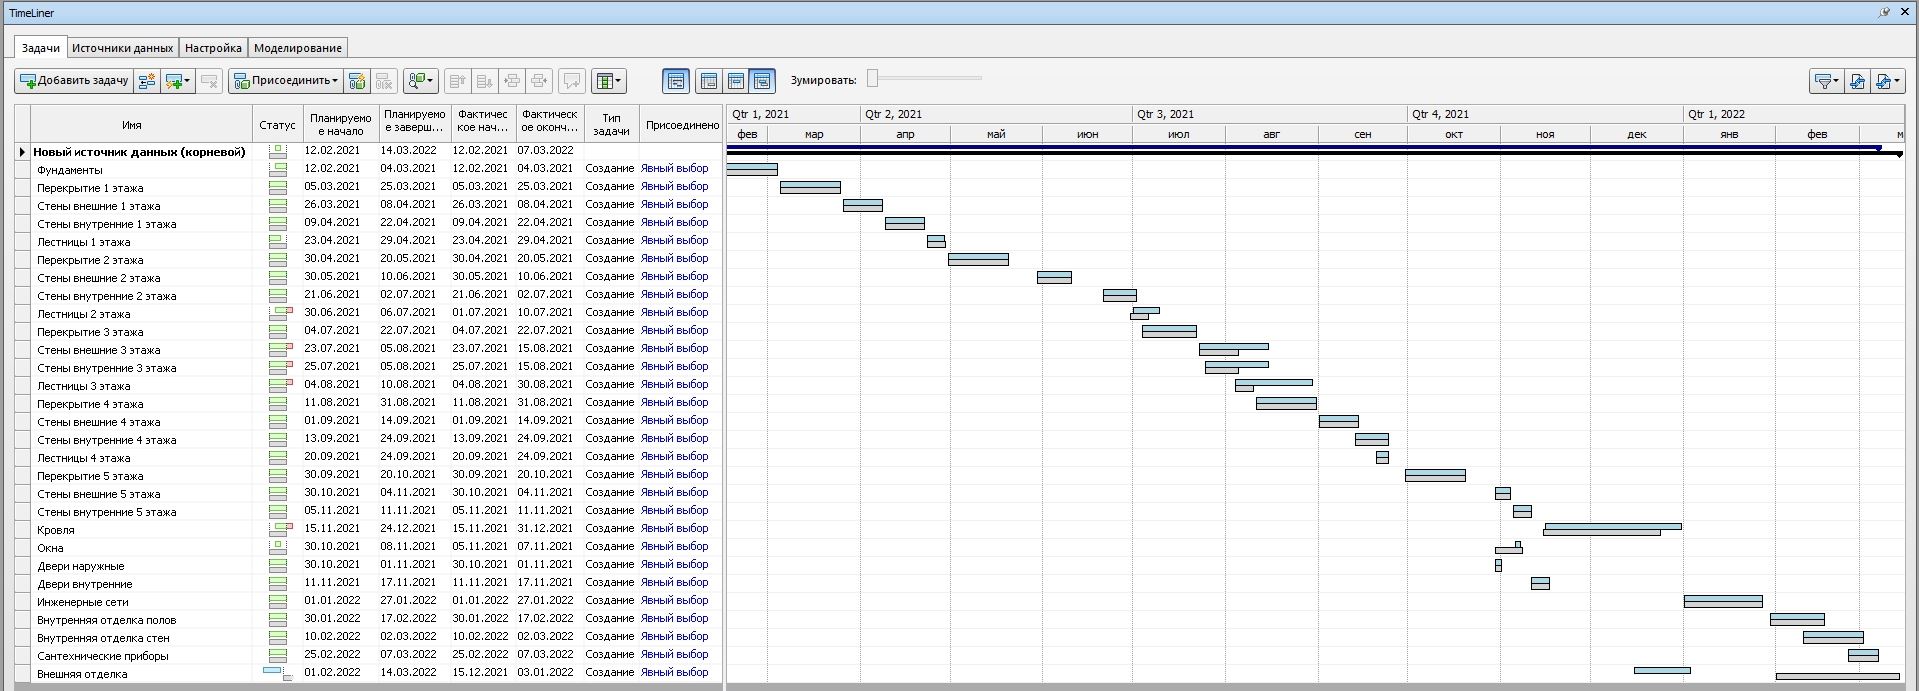 TimeLiner
Задачи Источники данных Настройка Моделирование
Добавить задачу Присоединить Зумировать:
Имя Статус Планируемо е начало Планируемо е заверш... Фактичес кое нач... Фактическ ое оконч... Тип задачи Присоединено
Qtr 1, 2021 Qtr 2, 2021 Qtr 3, 2021 Qtr 4, 2021 Qtr 1, 2022
фев мар апр май июн июл авг сен окт ноя дек янв фев м
Новый источник данных (корневой) 12.02.2021 14.03.2022 12.02.2021 07.03.2022
Фундаменты 12.02.2021 04.03.2021 12.02.2021 04.03.2021 Создание Явный выбор
Перекрытие 1 этажа 05.03.2021 25.03.2021 05.03.2021 25.03.2021 Создание Явный выбор
Стены внешние 1 этажа 26.03.2021 08.04.2021 26.03.2021 08.04.2021 Создание Явный выбор
Стены внутренние 1 этажа 09.04.2021 22.04.2021 09.04.2021 22.04.2021 Создание Явный выбор
Лестницы 1 этажа 23.04.2021 29.04.2021 23.04.2021 29.04.2021 Создание Явный выбор
Перекрытие 2 этажа 30.04.2021 20.05.2021 30.04.2021 20.05.2021 Создание Явный выбор
Стены внешние 2 этажа 30.05.2021 10.06.2021 30.05.2021 10.06.2021 Создание Явный выбор
Стены внутренние 2 этажа 21.06.2021 02.07.2021 21.06.2021 02.07.2021 Создание Явный выбор
Лестницы 2 этажа 30.06.2021 06.07.2021 01.07.2021 10.07.2021 Создание Явный выбор
Перекрытие 3 этажа 04.07.2021 22.07.2021 04.07.2021 22.07.2021 Создание Явный выбор
Стены внешние 3 этажа 23.07.2021 05.08.2021 23.07.2021 15.08.2021 Создание Явный выбор
Стены внутренние 3 этажа 25.07.2021 05.08.2021 25.07.2021 15.08.2021 Создание Явный выбор
Лестницы 3 этажа 04.08.2021 10.08.2021 04.08.2021 30.08.2021 Создание Явный выбор
Перекрытие 4 этажа 11.08.2021 31.08.2021 11.08.2021 31.08.2021 Создание Явный выбор
Стены внешние 4 этажа 01.09.2021 14.09.2021 01.09.2021 14.09.2021 Создание Явный выбор
Стены внутренние 4 этажа 13.09.2021 24.09.2021 13.09.2021 24.09.2021 Создание Явный выбор
Лестницы 4 этажа 20.09.2021 24.09.2021 20.09.2021 24.09.2021 Создание Явный выбор
Перекрытие 5 этажа 30.09.2021 20.10.2021 30.09.2021 20.10.2021 Создание Явный выбор
Стены внешние 5 этажа 30.10.2021 04.11.2021 30.10.2021 04.11.2021 Создание Явный выбор
Стены внутренние 5 этажа 05.11.2021 11.11.2021 05.11.2021 11.11.2021 Создание Явный выбор
Кровля 15.11.2021 24.12.2021 15.11.2021 31.12.2021 Создание Явный выбор
Окна 30.10.2021 08.11.2021 05.11.2021 07.11.2021 Создание Явный выбор
Двери наружные 30.10.2021 01.11.2021 30.10.2021 01.11.2021 Создание Явный выбор
Двери внутренние 11.11.2021 17.11.2021 11.11.2021 17.11.2021 Создание Явный выбор
Инженерные сети 01.01.2022 27.01.2022 01.01.2022 27.01.2022 Создание Явный выбор
Внутренняя отделка полов 30.01.2022 17.02.2022 30.01.2022 17.02.2022 Создание Явный выбор
Внутренняя отделка стен 10.02.2022 02.03.2022 10.02.2022 02.03.2022 Создание Явный выбор
Сантехнические приборы 25.02.2022 07.03.2022 25.02.2022 07.03.2022 Создание Явный выбор
Внешняя отделка 01.02.2022 14.03.2022 15.12.2021 03.01.2022 Создание Явный выбор